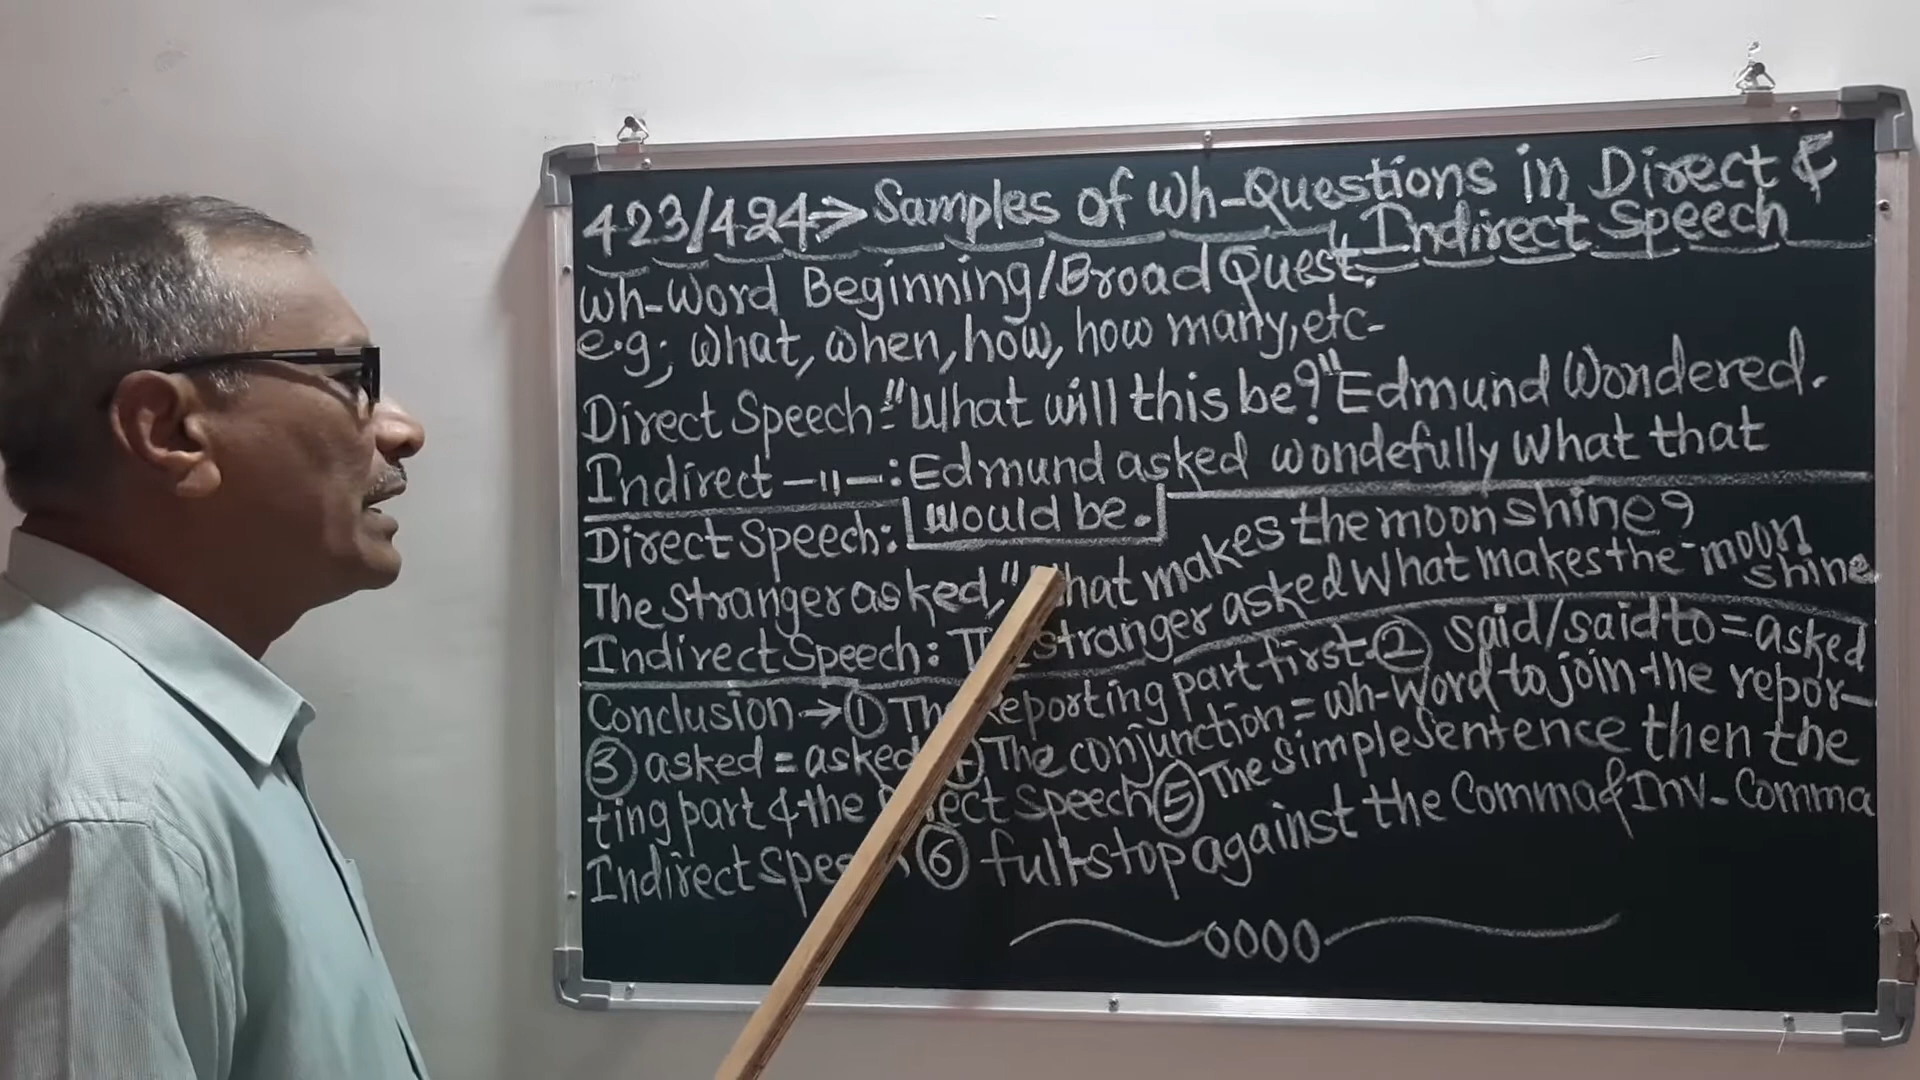 423/424→ Samples of Wh-Questions in Direct &
Indirect Speech
Wh-Word Beginning/Broad Quest.
e.g; What, when, how, how many, etc-
Direct Speech:-"What will this be?" Edmund Wondered.
Indirect -"-: Edmund asked wondefully What that
would be.
Direct Speech:
The Stranger asked, "What makes the moon shine?
Indirect Speech: The stranger asked What makes the moon
shine
Conclusion → ① The Reporting part first. ② said/said to = asked
③ asked = asked ④ The conjunction = Wh-Word to join the repor-
ting part & the Direct Speech ⑤ The Simple Sentence then the
Indirect Speech ⑥ full-stop against the Comma & Inv-Comma
0000